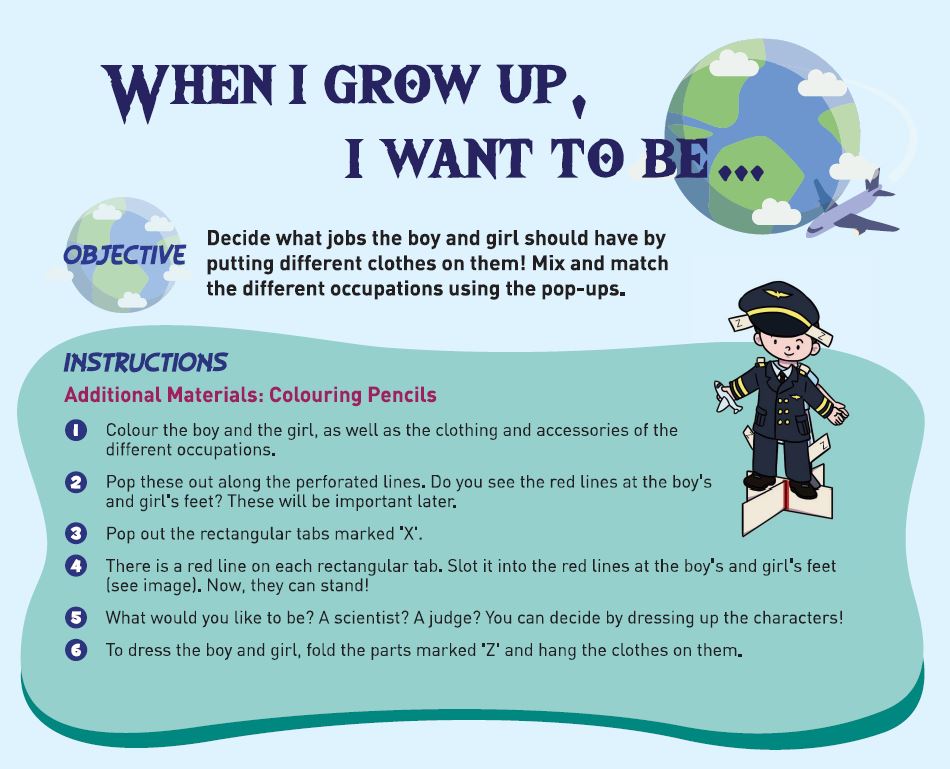 WHEN I GROW UP,
I WANT TO BE...
OBJECTIVE
Decide what jobs the boy and girl should have by
putting different clothes on them! Mix and match
the different occupations using the pop-ups.
INSTRUCTIONS
Additional Materials: Colouring Pencils
1 Colour the boy and the girl, as well as the clothing and accessories of the
different occupations.
2 Pop these out along the perforated lines. Do you see the red lines at the boy's
and girl's feet? These will be important later.
3 Pop out the rectangular tabs marked 'X'.
4 There is a red line on each rectangular tab. Slot it into the red lines at the boy's and girl's feet
(see image). Now, they can stand!
5 What would you like to be? A scientist? A judge? You can decide by dressing up the characters!
6 To dress the boy and girl, fold the parts marked 'Z' and hang the clothes on them.
Z
Z
Z